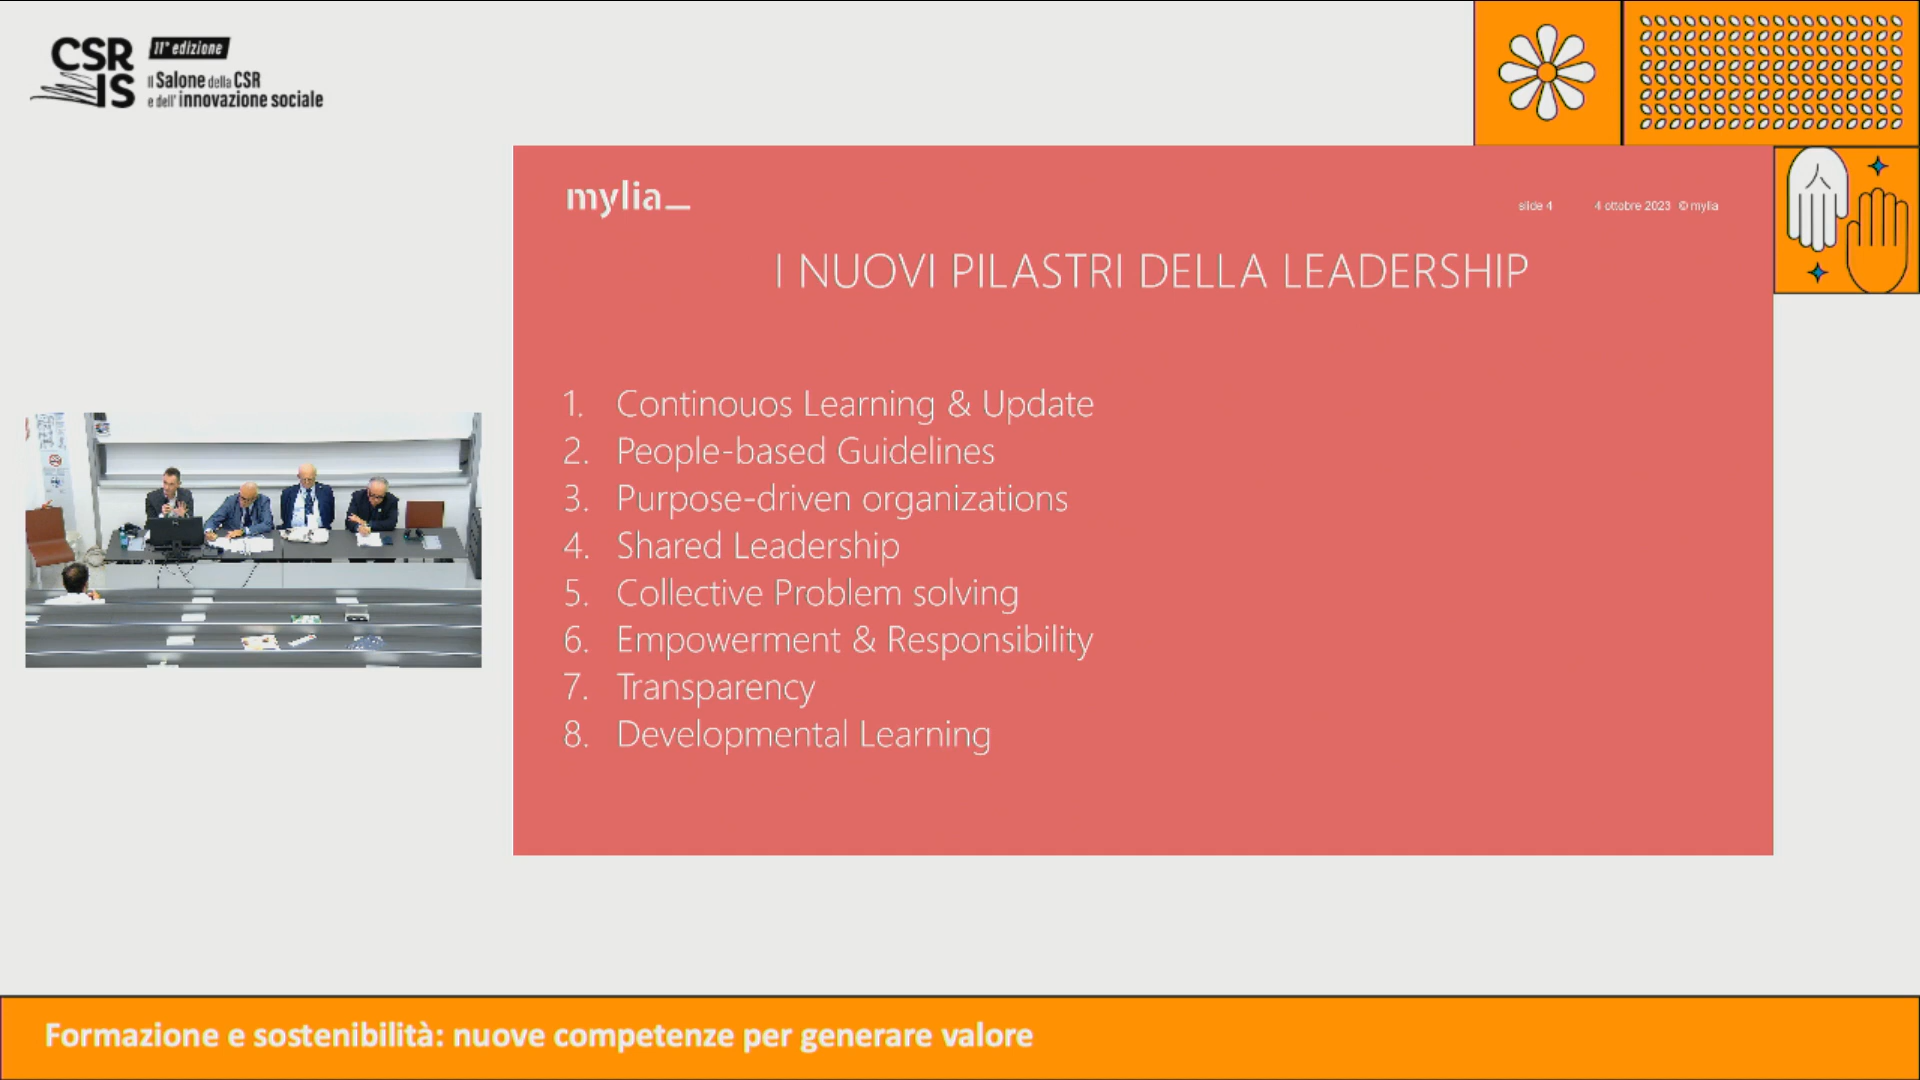 CSR
IS
11ª edizione
Il Salone della CSR
e dell' innovazione sociale
mylia_
slide 4 4 ottobre 2023 © mylia
I NUOVI PILASTRI DELLA LEADERSHIP
1. Continouos Learning & Update
2. People-based Guidelines
3. Purpose-driven organizations
4. Shared Leadership
5. Collective Problem solving
6. Empowerment & Responsibility
7. Transparency
8. Developmental Learning
Formazione e sostenibilità: nuove competenze per generare valore